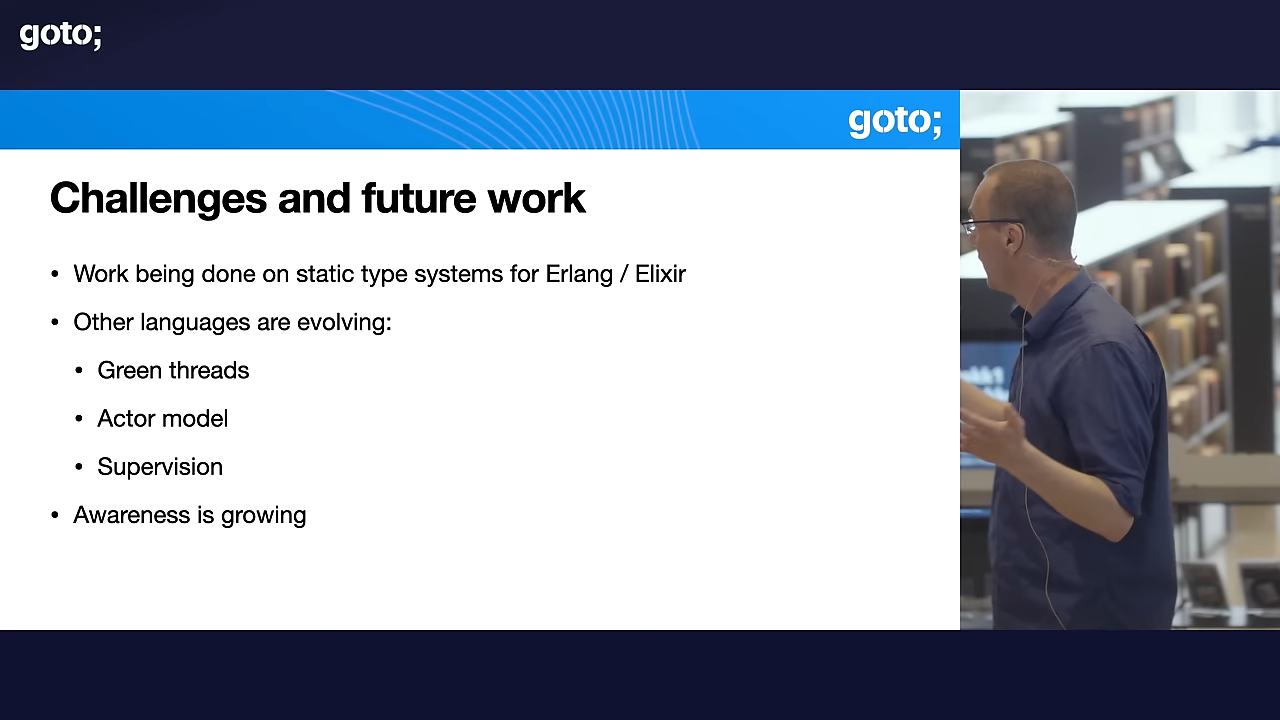 goto;
goto;
Challenges and future work
• Work being done on static type systems for Erlang / Elixir
• Other languages are evolving:
• Green threads
• Actor model
• Supervision
• Awareness is growing